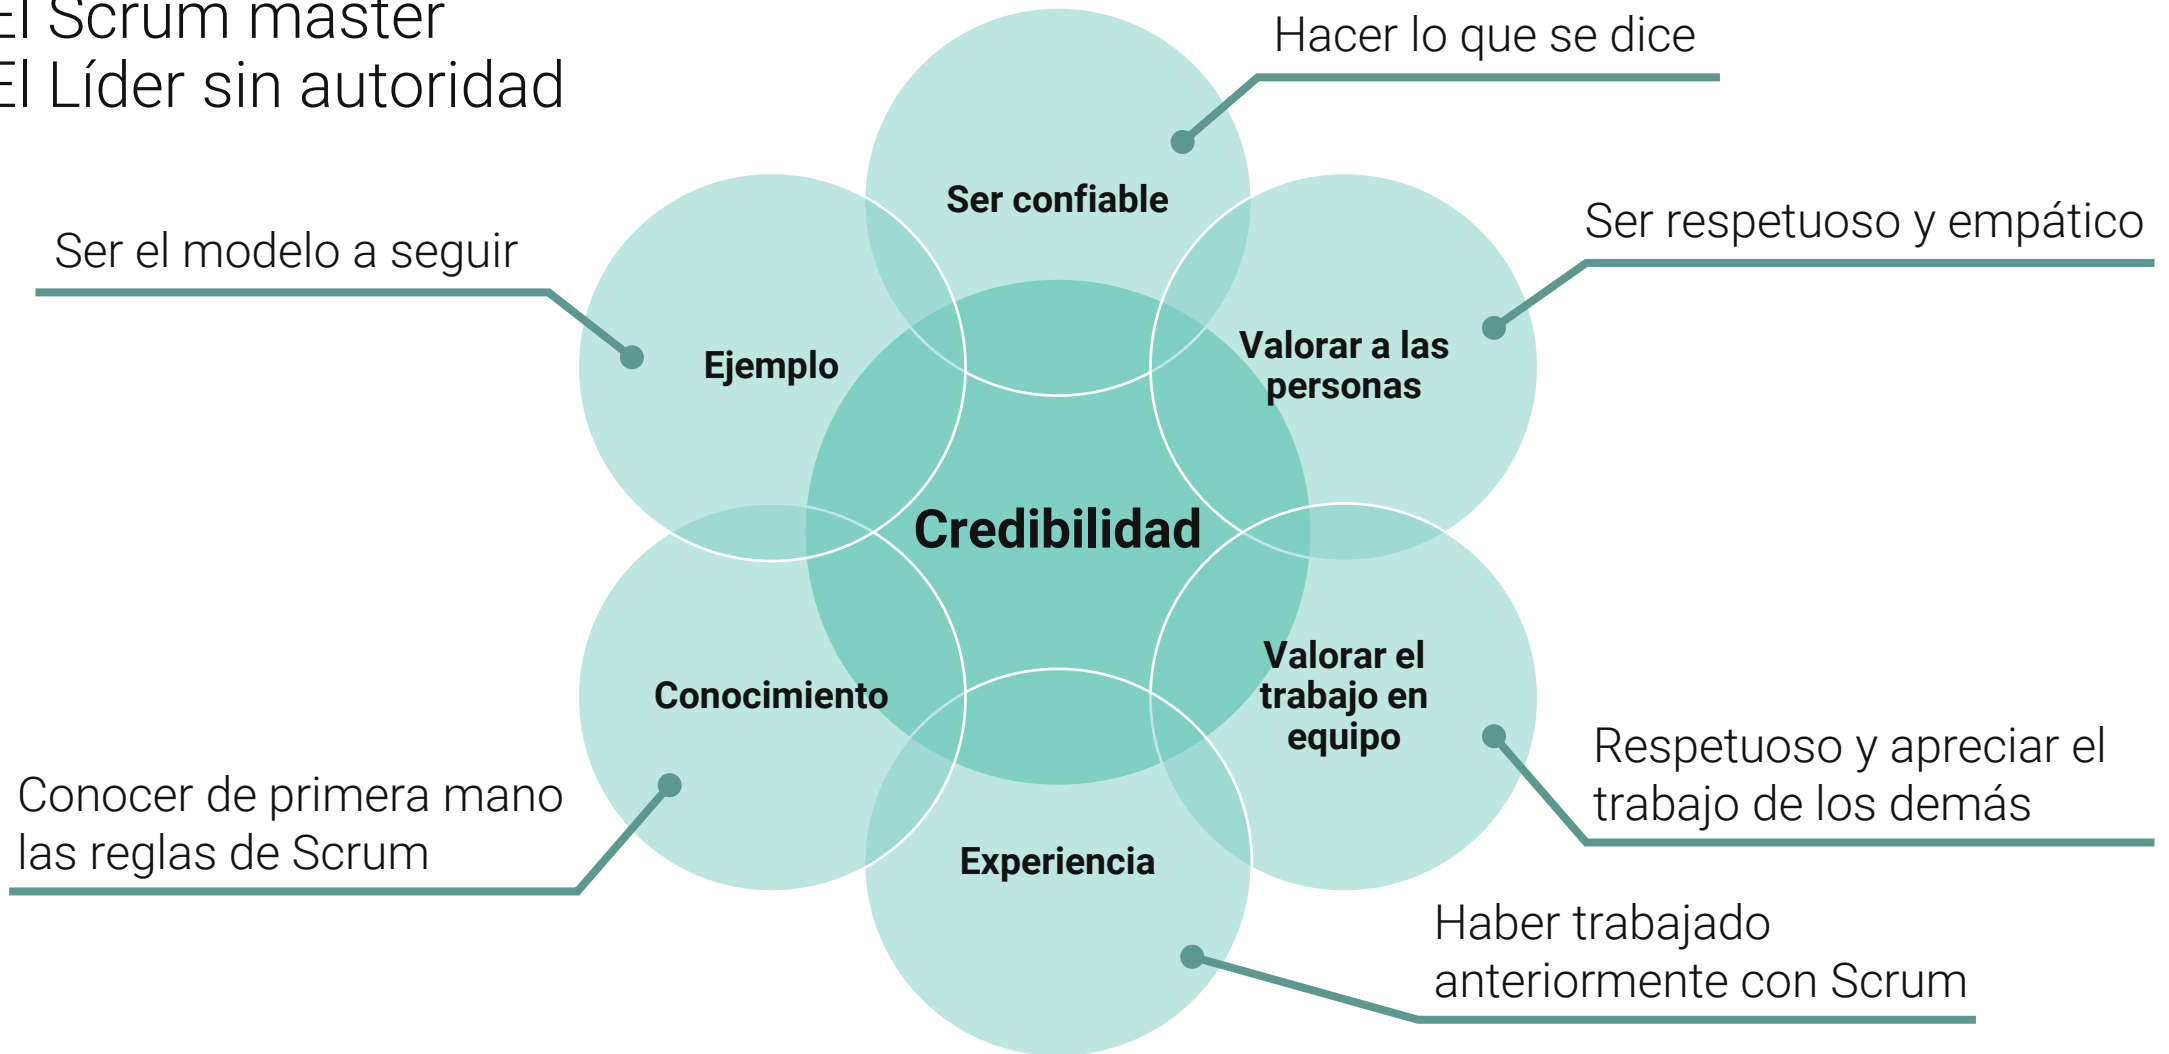 El Scrum master
El Líder sin autoridad
Hacer lo que se dice
Ser confiable
Ser respetuoso y empático
Valorar a las
personas
Ser el modelo a seguir
Ejemplo
Credibilidad
Valorar el
trabajo en
equipo
Respetuoso y apreciar el
trabajo de los demás
Conocimiento
Conocer de primera mano
las reglas de Scrum
Experiencia
Haber trabajado
anteriormente con Scrum